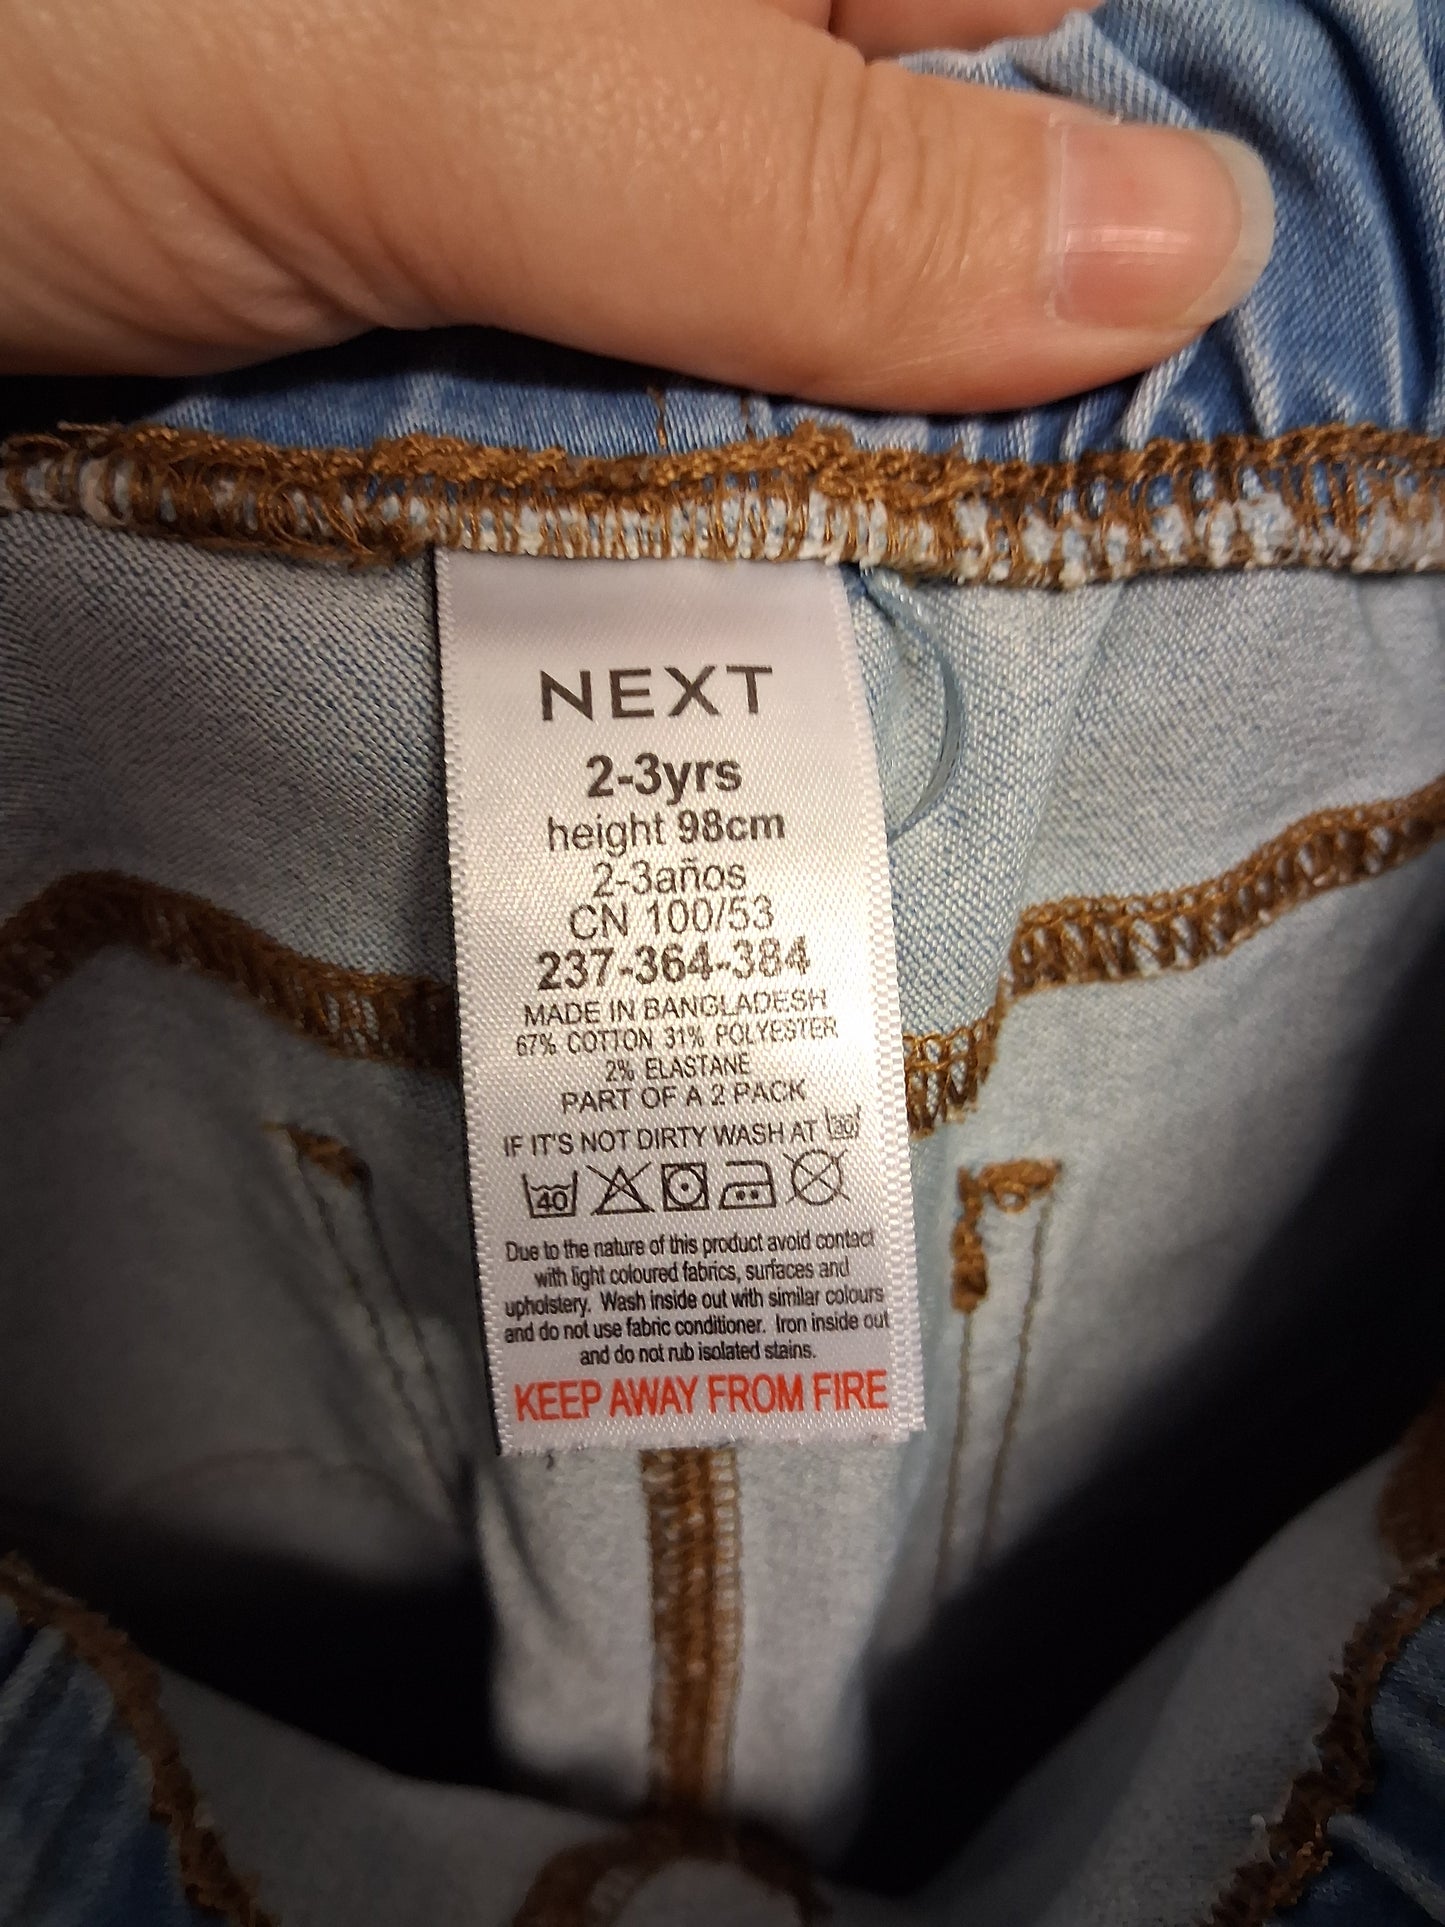 NEXT
2-3yrs
height 98cm
2-3años
CN 100/53
237-364-384
MADE IN BANGLADESH
67% COTTON 31% POLYESTER
2% ELASTANE
PART OF A 2 PACK
IF IT'S NOT DIRTY WASH AT 30
40
Due to the nature of this product avoid contact
with light coloured fabrics, surfaces and
upholstery. Wash inside out with similar colours
and do not use fabric conditioner. Iron inside out
and do not rub isolated stains.
KEEP AWAY FROM FIRE